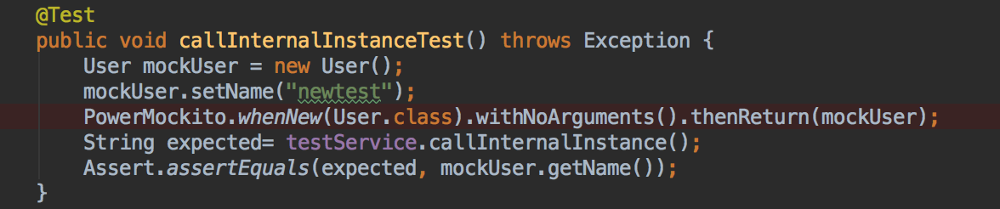 @Test
public void callInternalInstanceTest() throws Exception {
User mockUser = new User();
mockUser.setName("newtest");
PowerMockito.whenNew(User.class).withNoArguments().thenReturn(mockUser);
String expected= testService.callInternalInstance();
Assert.assertEquals(expected, mockUser.getName());
}